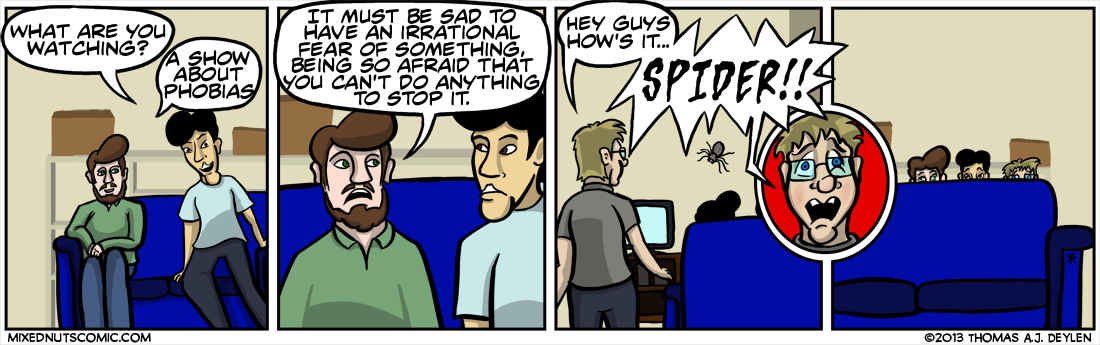 WHAT ARE YOU
WATCHING?
A SHOW
ABOUT
PHOBIAS
IT MUST BE SAD TO
HAVE AN IRRATIONAL
FEAR OF SOMETHING,
BEING SO AFRAID THAT
YOU CAN'T DO ANYTHING
TO STOP IT.
HEY GUYS
HOW'S IT...
SPIDER!!
MIXEDNUTSCOMIC.COM
©2013 THOMAS A.J. DEYLEN